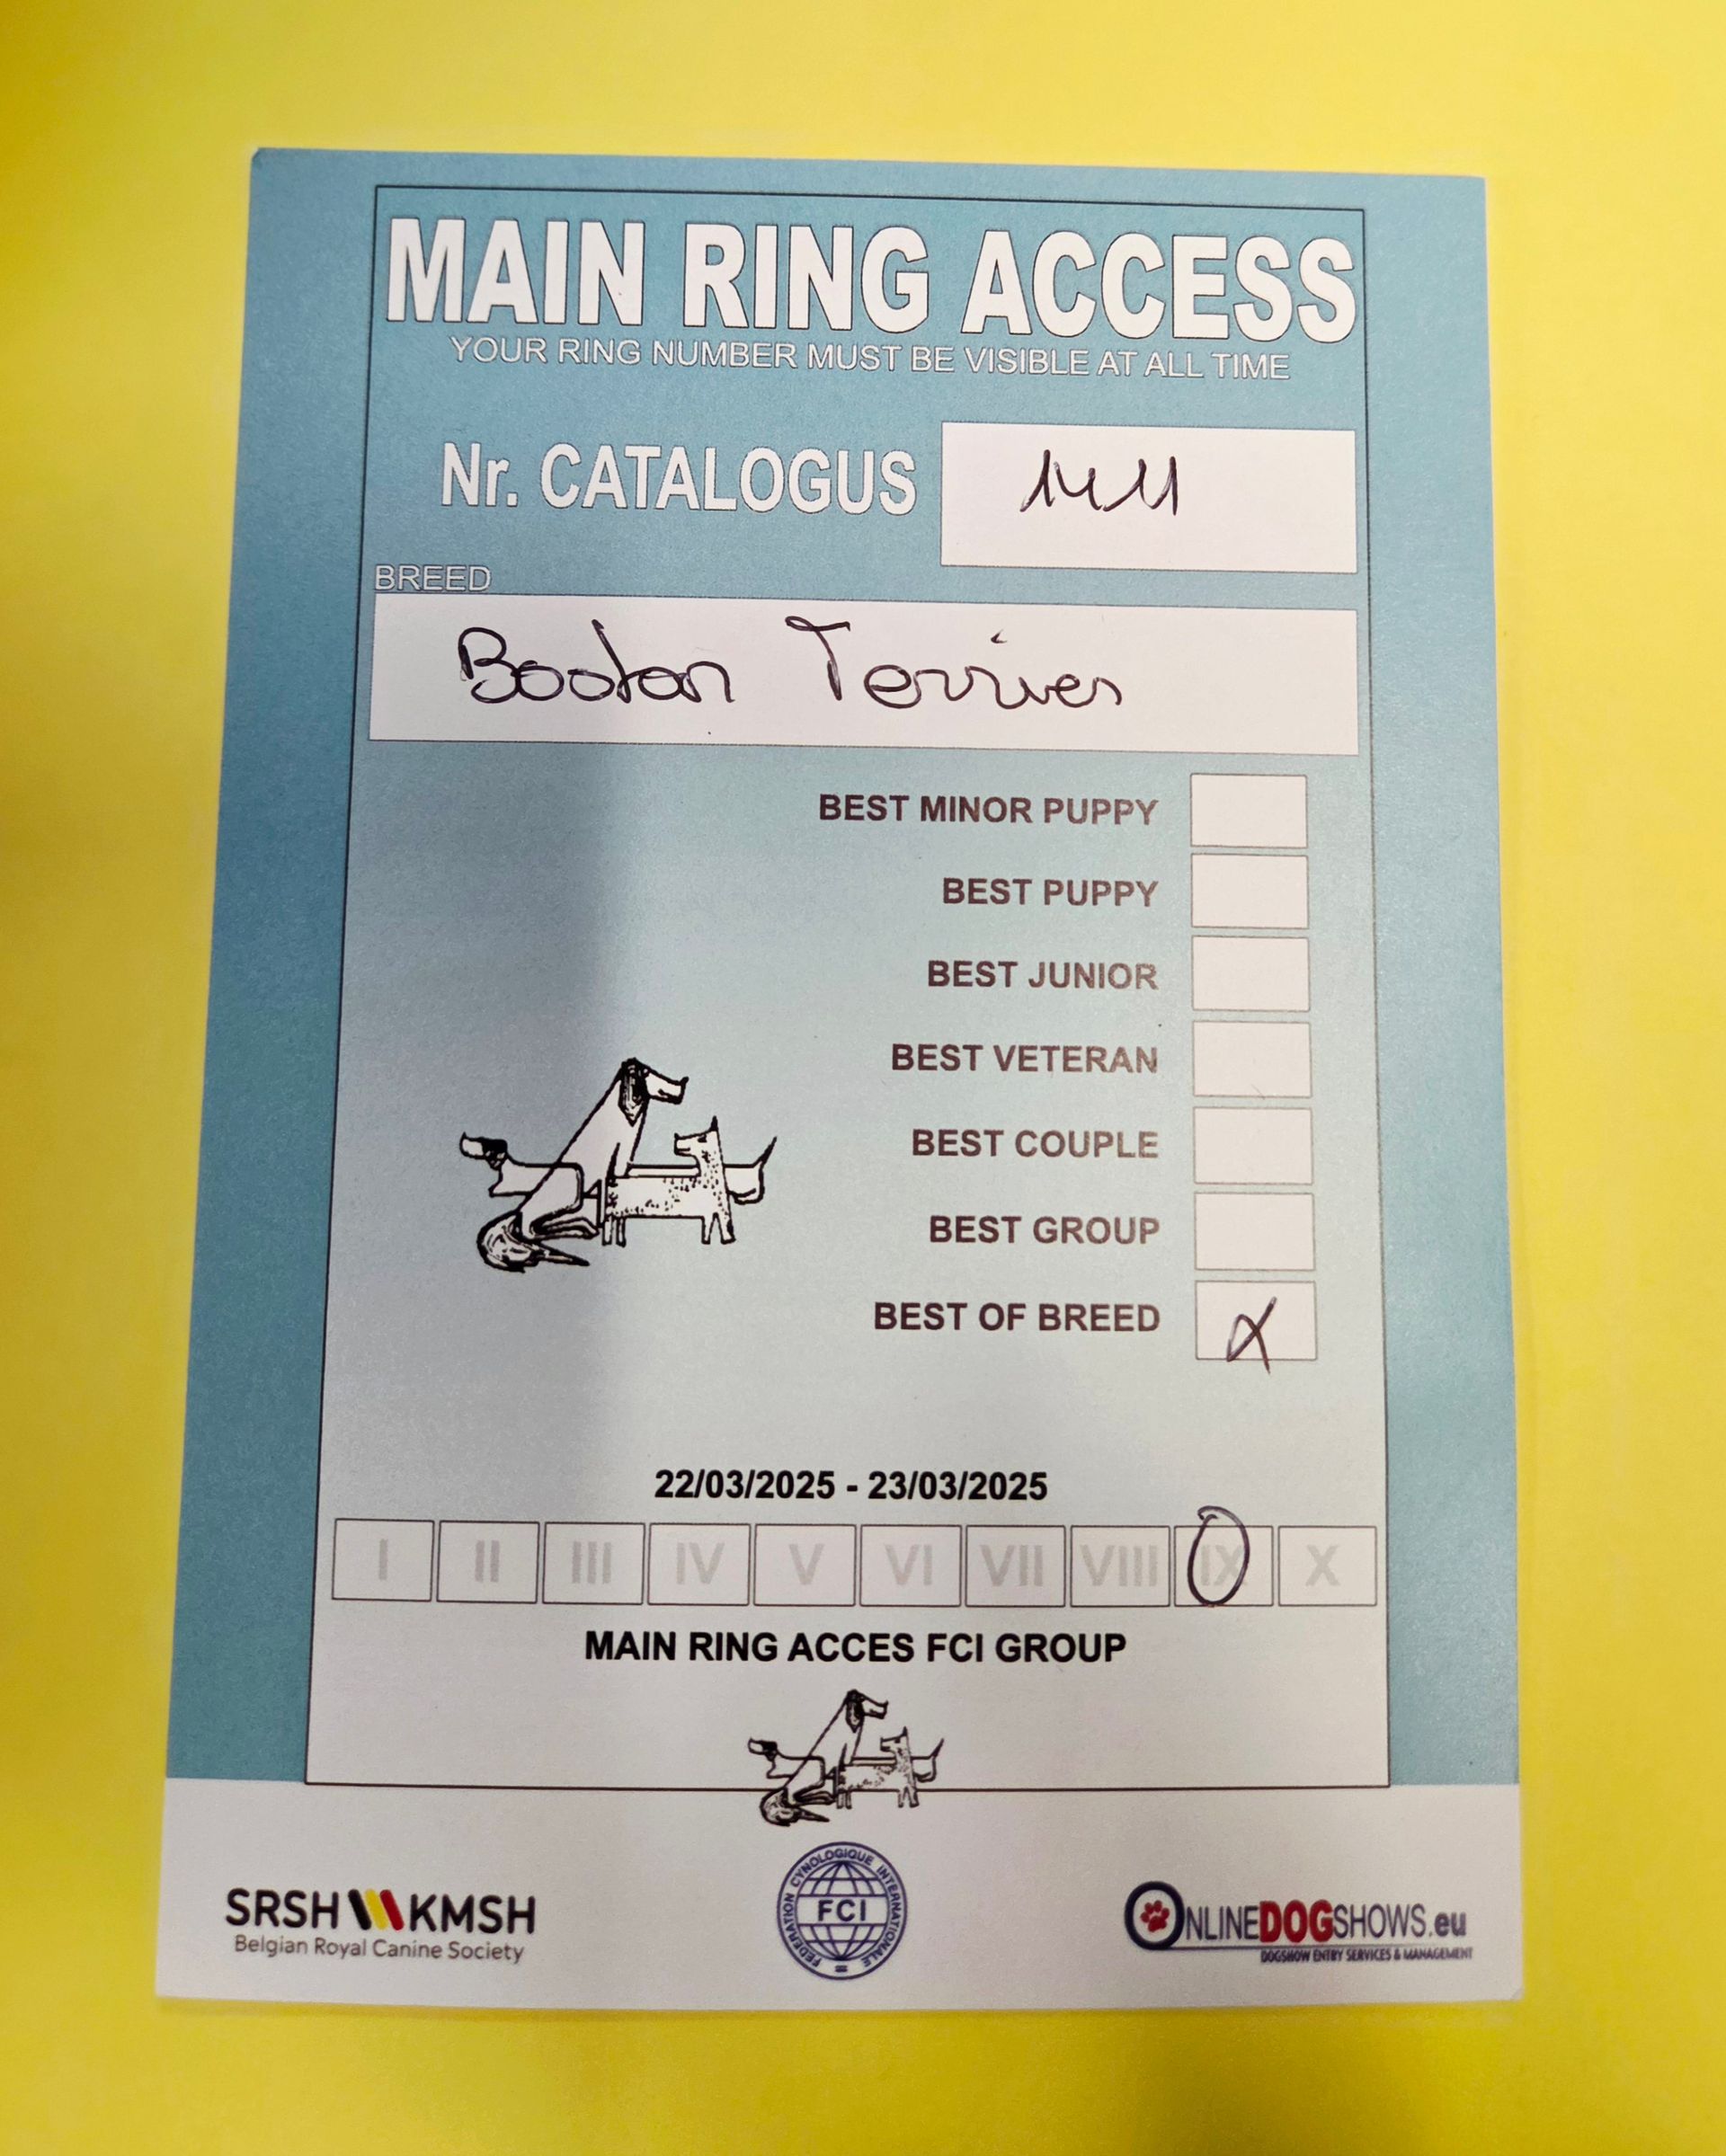 MAIN RING ACCESS
YOUR RING NUMBER MUST BE VISIBLE AT ALL TIME
Nr. CATALOGUS 1411
BREED
Boston Terrier
BEST MINOR PUPPY
BEST PUPPY
BEST JUNIOR
BEST VETERAN
BEST COUPLE
BEST GROUP
BEST OF BREED X
22/03/2025 - 23/03/2025
I II III IV V VI VII VIII IX X
MAIN RING ACCES FCI GROUP
SRSH KMSH
Belgian Royal Canine Society
FEDERATION CYNOLOGIQUE INTERNATIONALE
FCI
ONLINEDOGSHOWS.eu
DOGSHOW ENTRY SERVICES & MANAGEMENT